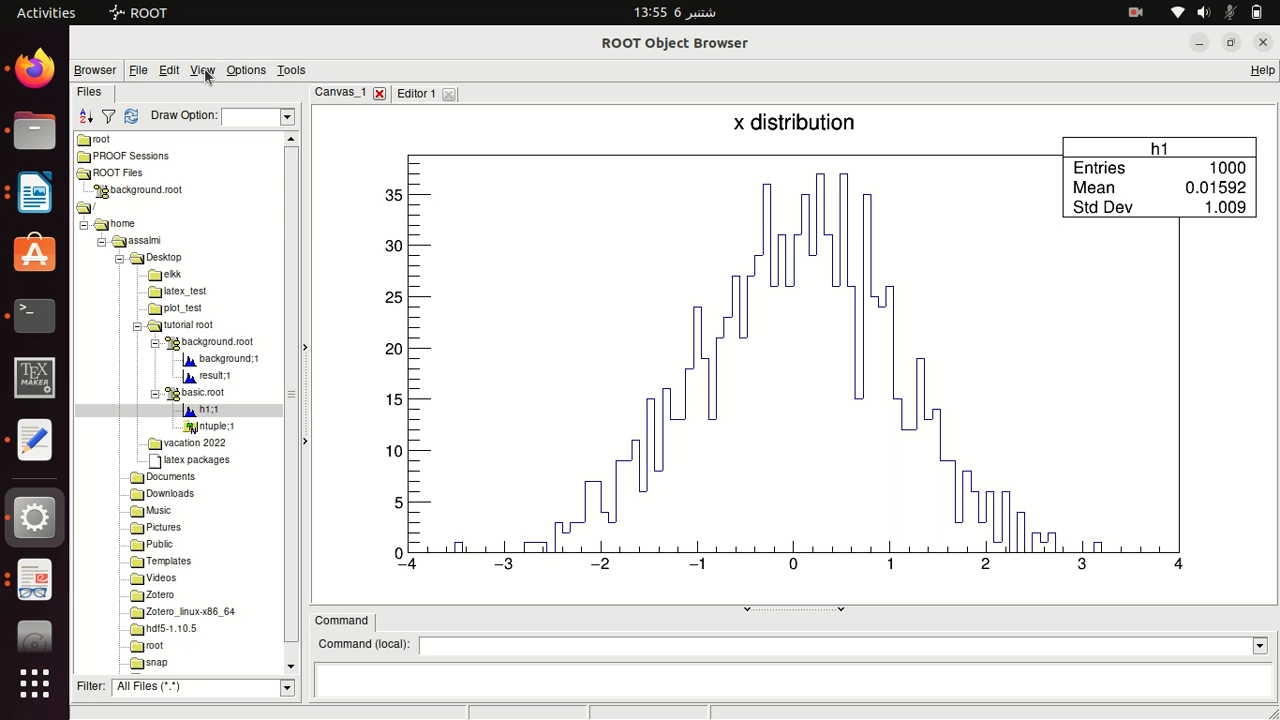 Activities
ROOT
13:55 6 شتنبر
ROOT Object Browser
Browser File Edit View Options Tools Help
Files
Canvas_1
Editor 1
Draw Option:
root
PROOF Sessions
ROOT Files
background.root
/
home
assalmi
Desktop
elkk
latex_test
plot_test
tutorial root
background.root
background;1
result;1
basic.root
h1;1
ntuple;1
vacation 2022
latex packages
Documents
Downloads
Music
Pictures
Public
Templates
Videos
Zotero
Zotero_linux-x86_64
hdf5-1.10.5
root
snap
Filter: All Files (*.*)
x distribution
h1
Entries 1000
Mean 0.01592
Std Dev 1.009
35
30
25
20
15
10
5
0
−4 −3 −2 −1 0 1 2 3 4
Command
Command (local):
TEX
MAKER